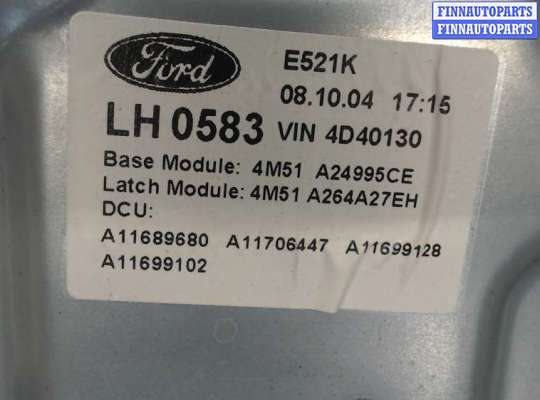 FINNAUTOPARTS
FINNAUTOPARTS
Ford
E521K
08.10.04 17:15
LH 0583 VIN 4D40130
Base Module: 4M51 A24995CE
Latch Module: 4M51 A264A27EH
DCU:
A11689680 A11706447 A11699128
A11699102